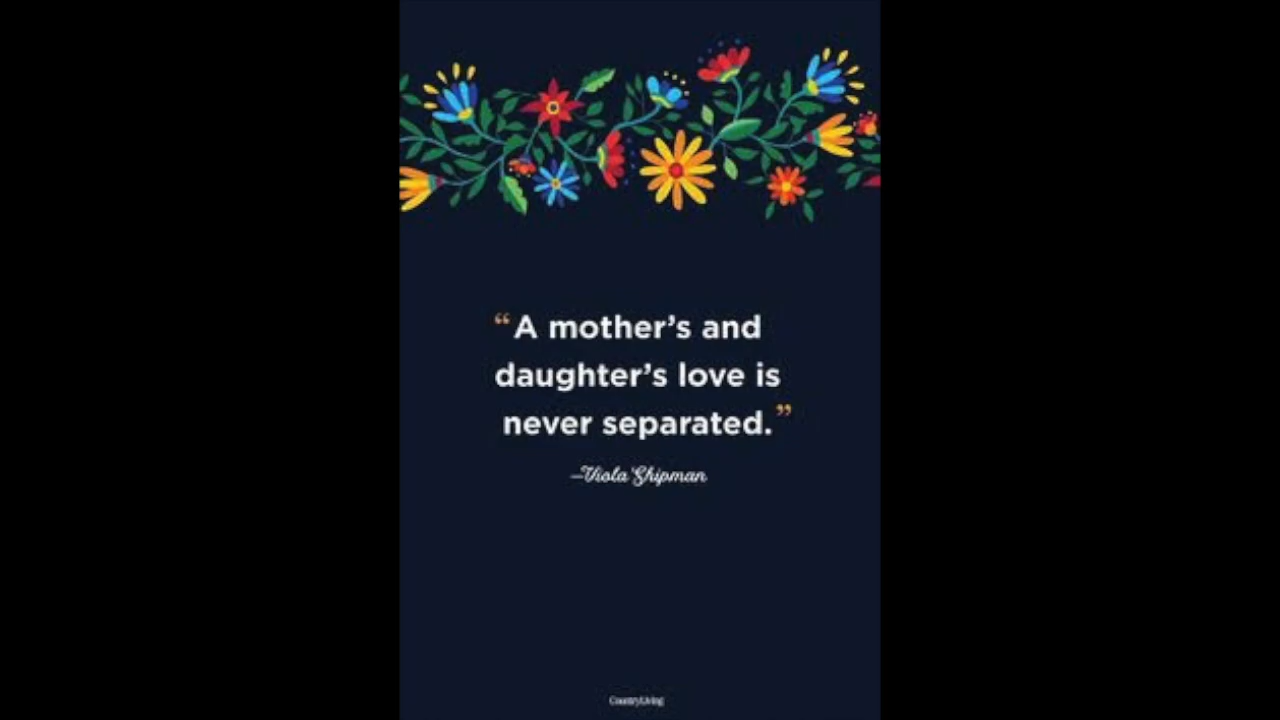 “A mother’s and
daughter’s love is
never separated.”
—Viola Shipman
CountryLiving